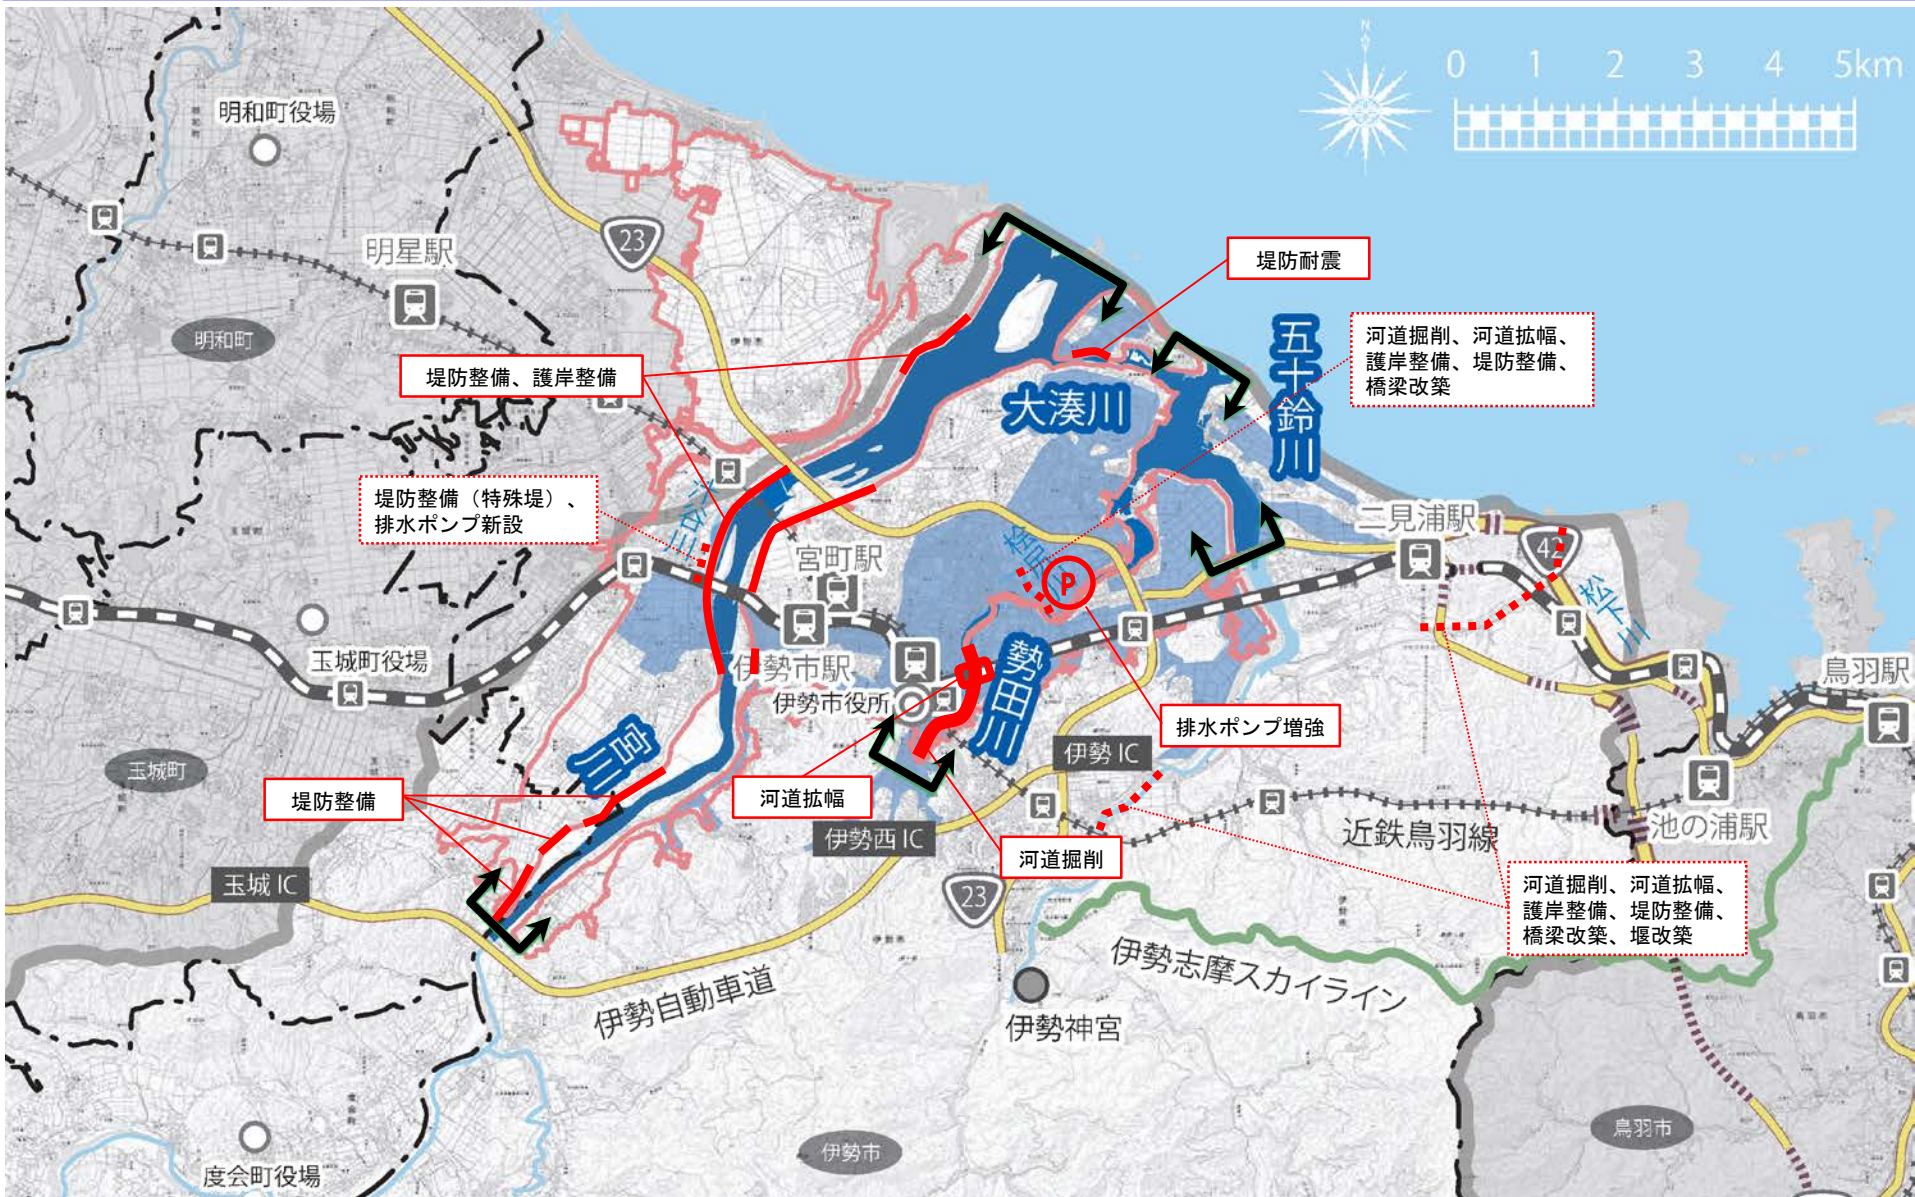 N
0 1 2 3 4 5km
明和町役場
23
明星駅
明和町
堤防耐震
五十鈴川
河道掘削、河道拡幅、
護岸整備、堤防整備、
橋梁改築
堤防整備、護岸整備
大湊川
堤防整備（特殊堤）、
排水ポンプ新設
二見浦駅
42
松下川
宮町駅
P
玉城町役場
伊勢市駅
勢田川
鳥羽駅
伊勢市役所
排水ポンプ増強
伊勢 IC
宮川
玉城町
堤防整備
河道拡幅
伊勢西 IC
河道掘削
近鉄鳥羽線
池の浦駅
玉城 IC
23
河道掘削、河道拡幅、
護岸整備、堤防整備、
橋梁改築、堰改築
伊勢自動車道
伊勢志摩スカイライン
伊勢神宮
鳥羽市
伊勢市
度会町役場